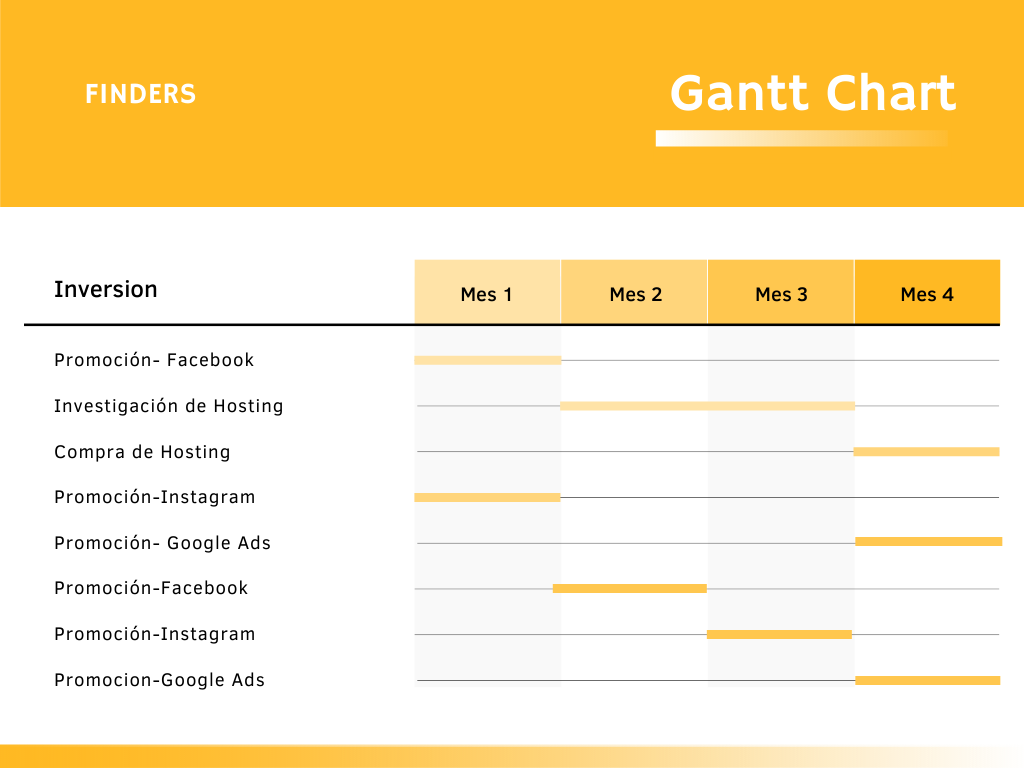 FINDERS
Gantt Chart
Inversion
Mes 1
Mes 2
Mes 3
Mes 4
Promoción- Facebook
Investigación de Hosting
Compra de Hosting
Promoción-Instagram
Promoción- Google Ads
Promoción-Facebook
Promoción-Instagram
Promocion-Google Ads